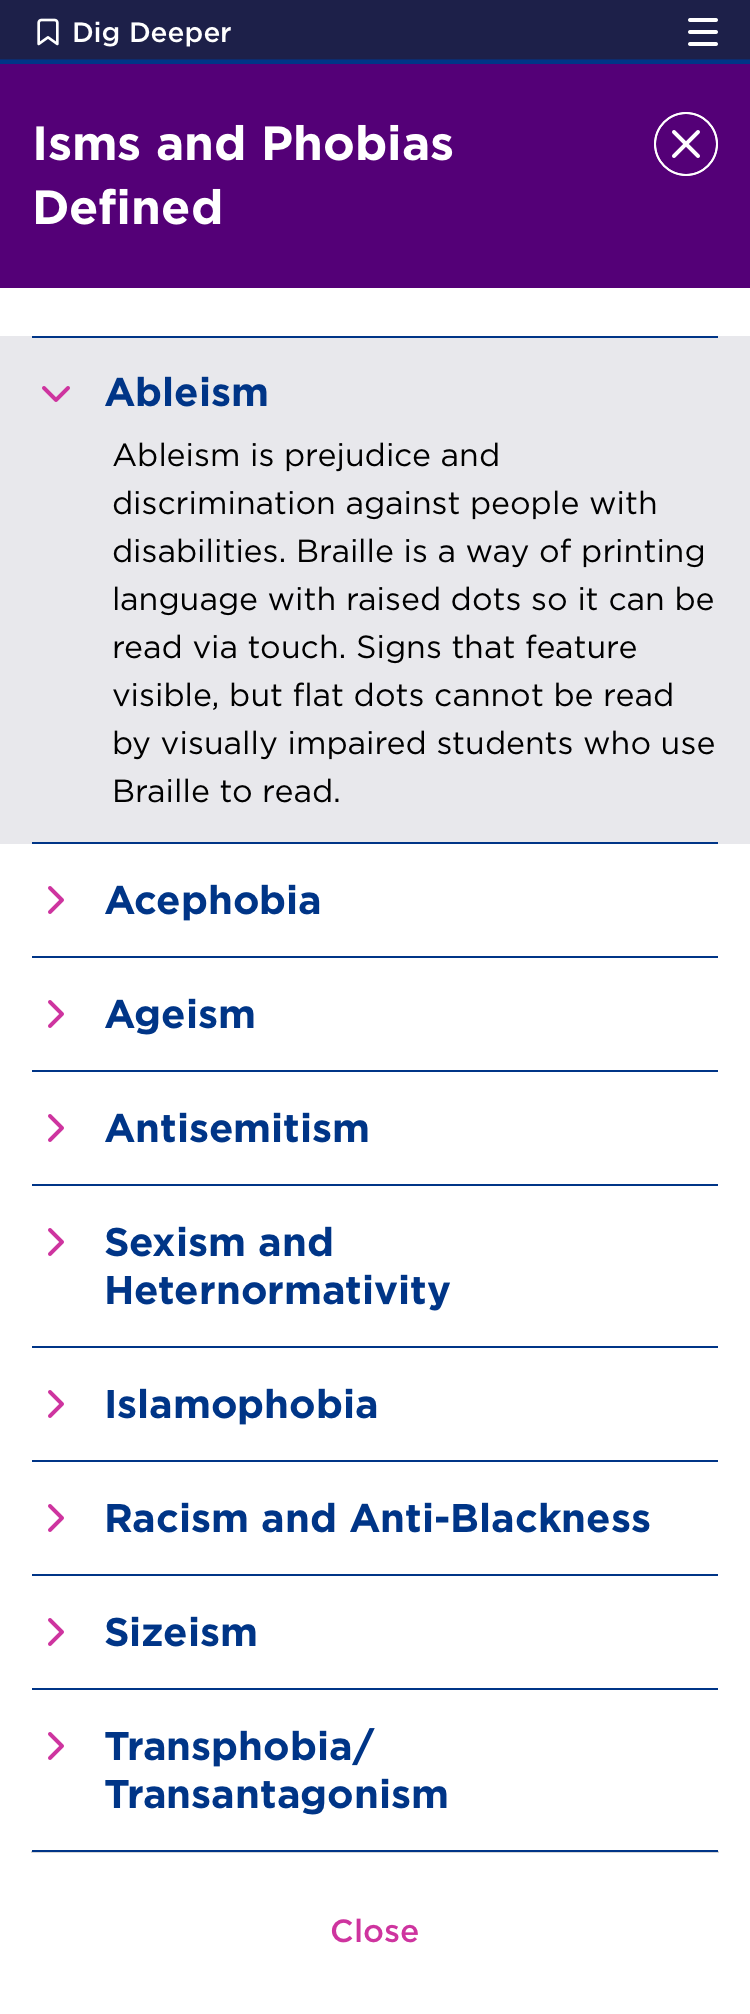 Dig Deeper
Isms and Phobias
Defined
Ableism
Ableism is prejudice and
discrimination against people with
disabilities. Braille is a way of printing
language with raised dots so it can be
read via touch. Signs that feature
visible, but flat dots cannot be read
by visually impaired students who use
Braille to read.
Acephobia
Ageism
Antisemitism
Sexism and
Heternormativity
Islamophobia
Racism and Anti-Blackness
Sizeism
Transphobia/
Transantagonism
Close